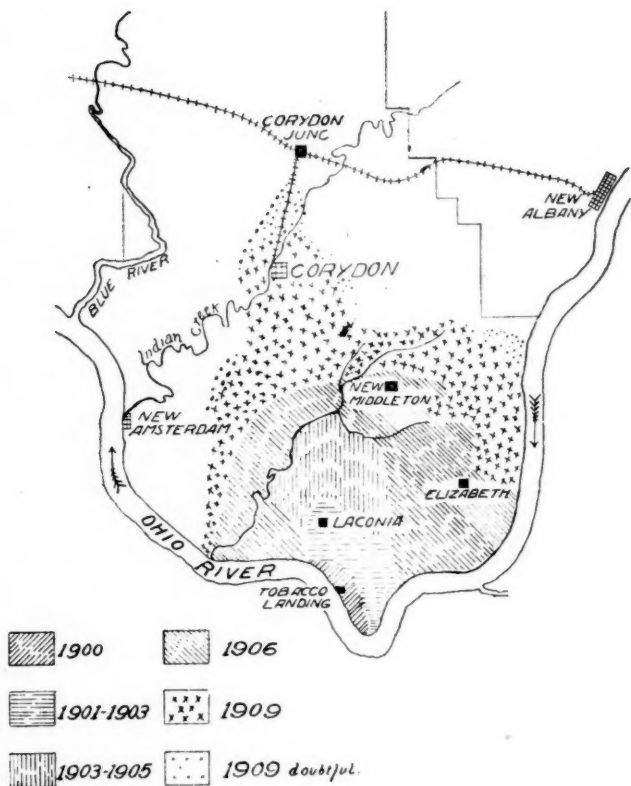 CORYDON
JUNC
NEW
ALBANY
BLUE RIVER
CORYDON
Indian Creek
NEW
MIDDLETON
NEW
AMSTERDAM
ELIZABETH
LACONIA
OHIO RIVER
TOBACCO
LANDING
1900
1906
1901-1903
1909
1903-1905
1909 doubtful.